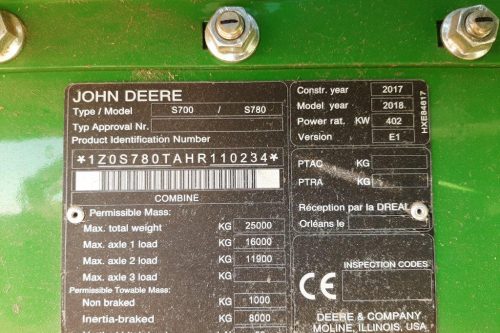 JOHN DEERE
Type / Model S700 / S780
Typ Approval Nr.
Product Identification Number
*1Z0S780TAHR110234*
COMBINE
Permissible Mass:
Max. total weight KG 25000
Max. axle 1 load KG 16000
Max. axle 2 load KG 11900
Max. axle 3 load KG
Permissible Towable Mass:
Non braked KG 1000
Inertia-braked KG 8000
Constr. year 2017
Model year 2018
Power rat. KW 402
Version E1
HXE84617
PTAC KG
PTRA KG
Réception par la DREAL
Orléans le
INSPECTION CODES
CE
DEERE & COMPANY
MOLINE, ILLINOIS, USA